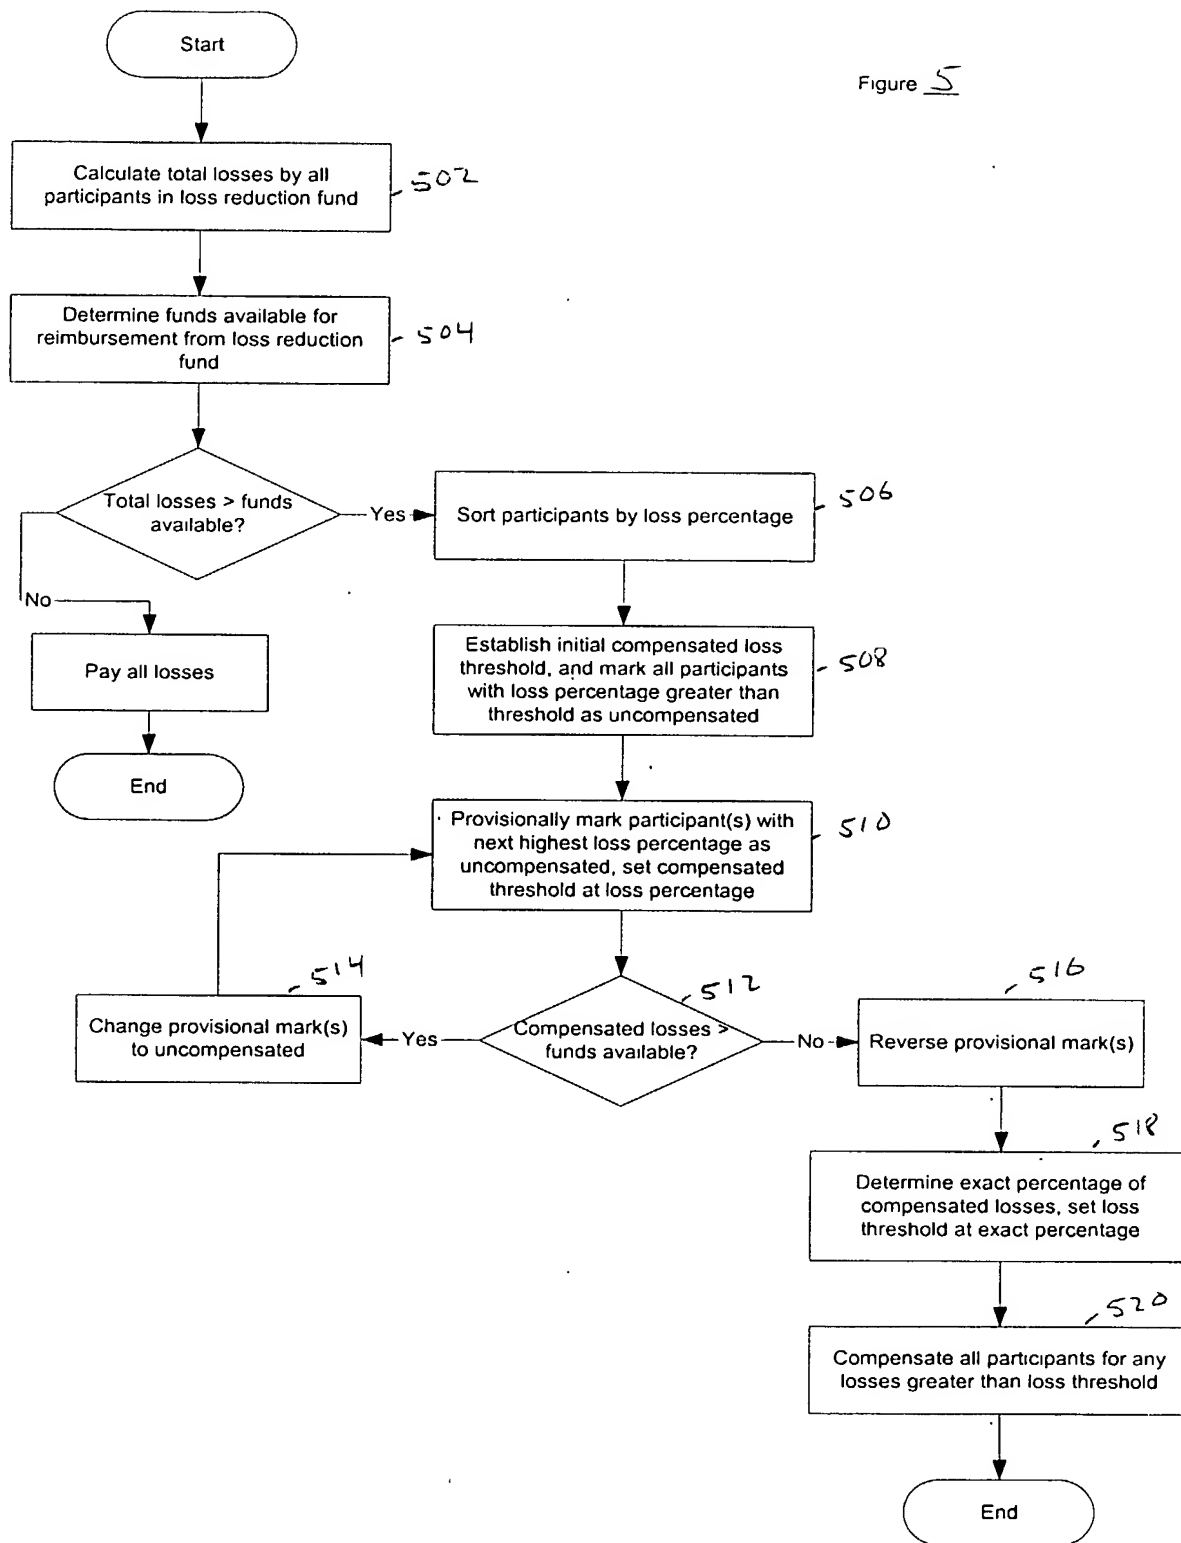 Start
Figure 5
Calculate total losses by all
participants in loss reduction fund
502
Determine funds available for
reimbursement from loss reduction
fund
504
Total losses > funds
available?
Yes
Sort participants by loss percentage
506
No
Pay all losses
End
Establish initial compensated loss
threshold, and mark all participants
with loss percentage greater than
threshold as uncompensated
508
Provisionally mark participant(s) with
next highest loss percentage as
uncompensated, set compensated
threshold at loss percentage
510
514
Change provisional mark(s)
to uncompensated
Yes
512
Compensated losses >
funds available?
No
516
Reverse provisional mark(s)
518
Determine exact percentage of
compensated losses, set loss
threshold at exact percentage
520
Compensate all participants for any
losses greater than loss threshold
End